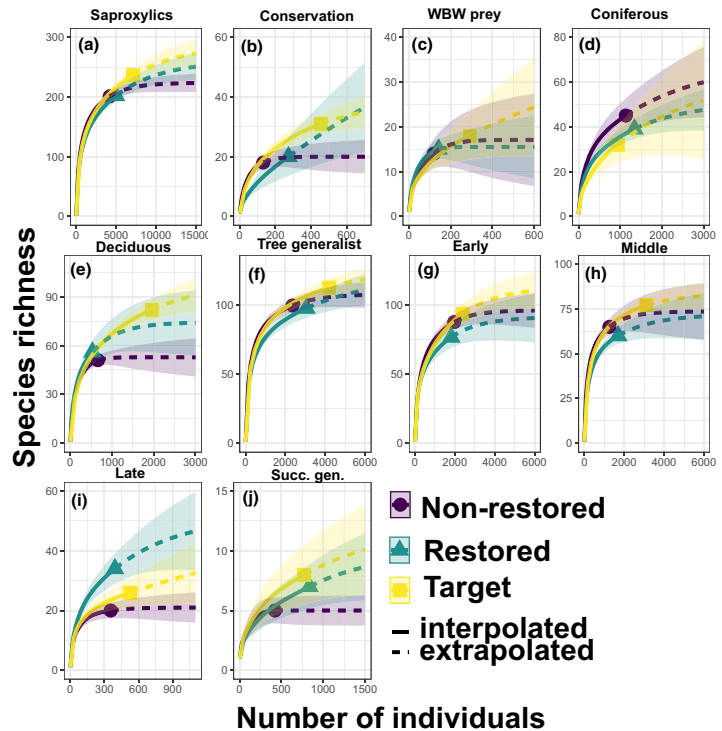 Saproxylics
Conservation
WBW prey
Coniferous
(a)
(b)
(c)
(d)
300
200
100
0
60
40
20
0
40
30
20
10
0
80
60
40
20
0
0 5000 10000 15000
0 200 400 600
0 200 400 600
0 1000 2000 3000
Deciduous
Tree generalist
Early
Middle
(e)
(f)
(g)
(h)
90
60
30
0
100
50
0
100
50
0
100
75
50
25
0
0 1000 2000 3000
0 2000 4000 6000
0 2000 4000 6000
0 2000 4000 6000
Late
Succ. gen.
(i)
(j)
60
40
20
0
15
10
5
0
0 300 600 900
0 500 1000 1500
Species richness
Number of individuals
Non-restored
Restored
Target
interpolated
extrapolated